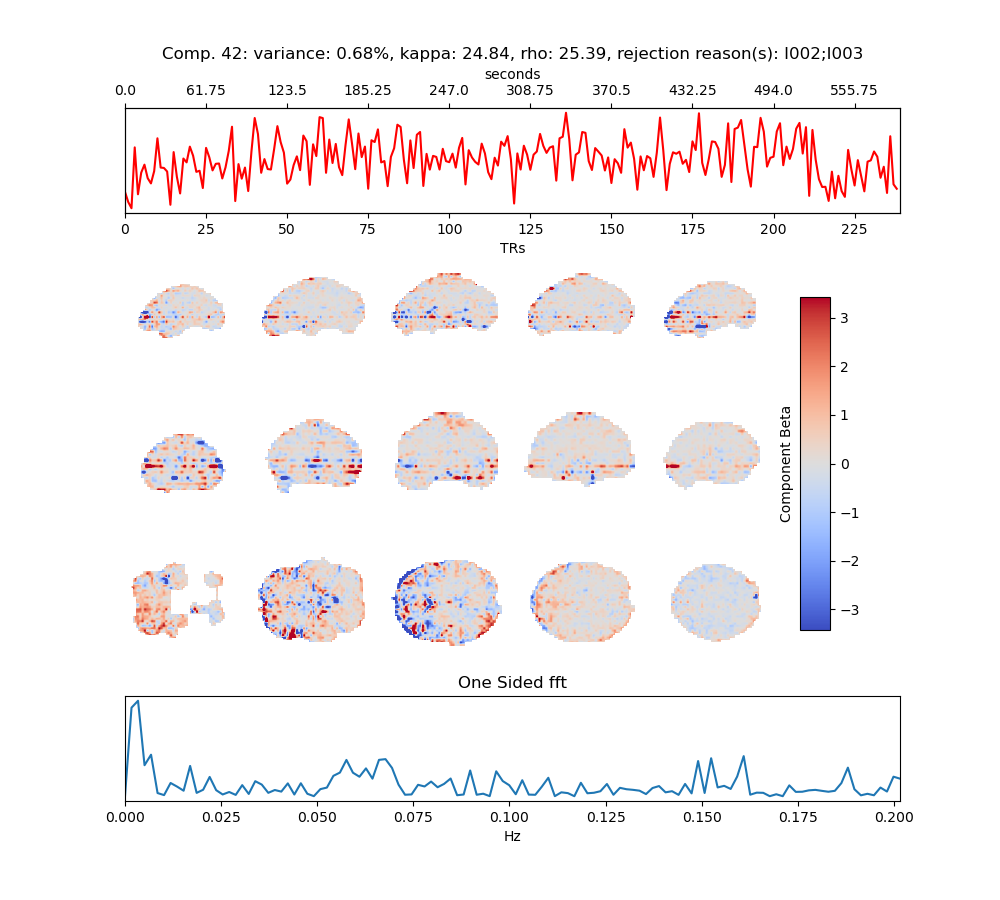 Comp. 42: variance: 0.68%, kappa: 24.84, rho: 25.39, rejection reason(s): I002;I003
seconds
0.0 61.75 123.5 185.25 247.0 308.75 370.5 432.25 494.0 555.75
0 25 50 75 100 125 150 175 200 225
TRs
3
2
1
0
−1
−2
−3
Component Beta
One Sided fft
0.000 0.025 0.050 0.075 0.100 0.125 0.150 0.175 0.200
Hz